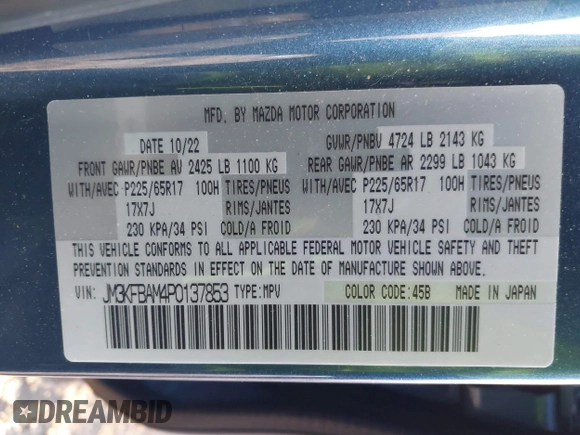 MFD. BY MAZDA MOTOR CORPORATION
DATE 10/22 GVWR/PNBV 4724 LB 2143 KG
FRONT GAWR/PNBE AV 2425 LB 1100 KG REAR GAWR/PNBE AR 2299 LB 1043 KG
WITH/AVEC P225/65R17 100H TIRES/PNEUS WITH/AVEC P225/65R17 100H TIRES/PNEUS
17X7J RIMS/JANTES 17X7J RIMS/JANTES
230 KPA/34 PSI COLD/A FROID 230 KPA/34 PSI COLD/A FROID
THIS VEHICLE CONFORMS TO ALL APPLICABLE FEDERAL MOTOR VEHICLE SAFETY AND THEFT
PREVENTION STANDARDS IN EFFECT ON THE DATE OF MANUFACTURE SHOWN ABOVE.
VIN: JM3KFBAM4P0137853 TYPE:MPV COLOR CODE:45B MADE IN JAPAN
DREAMBID